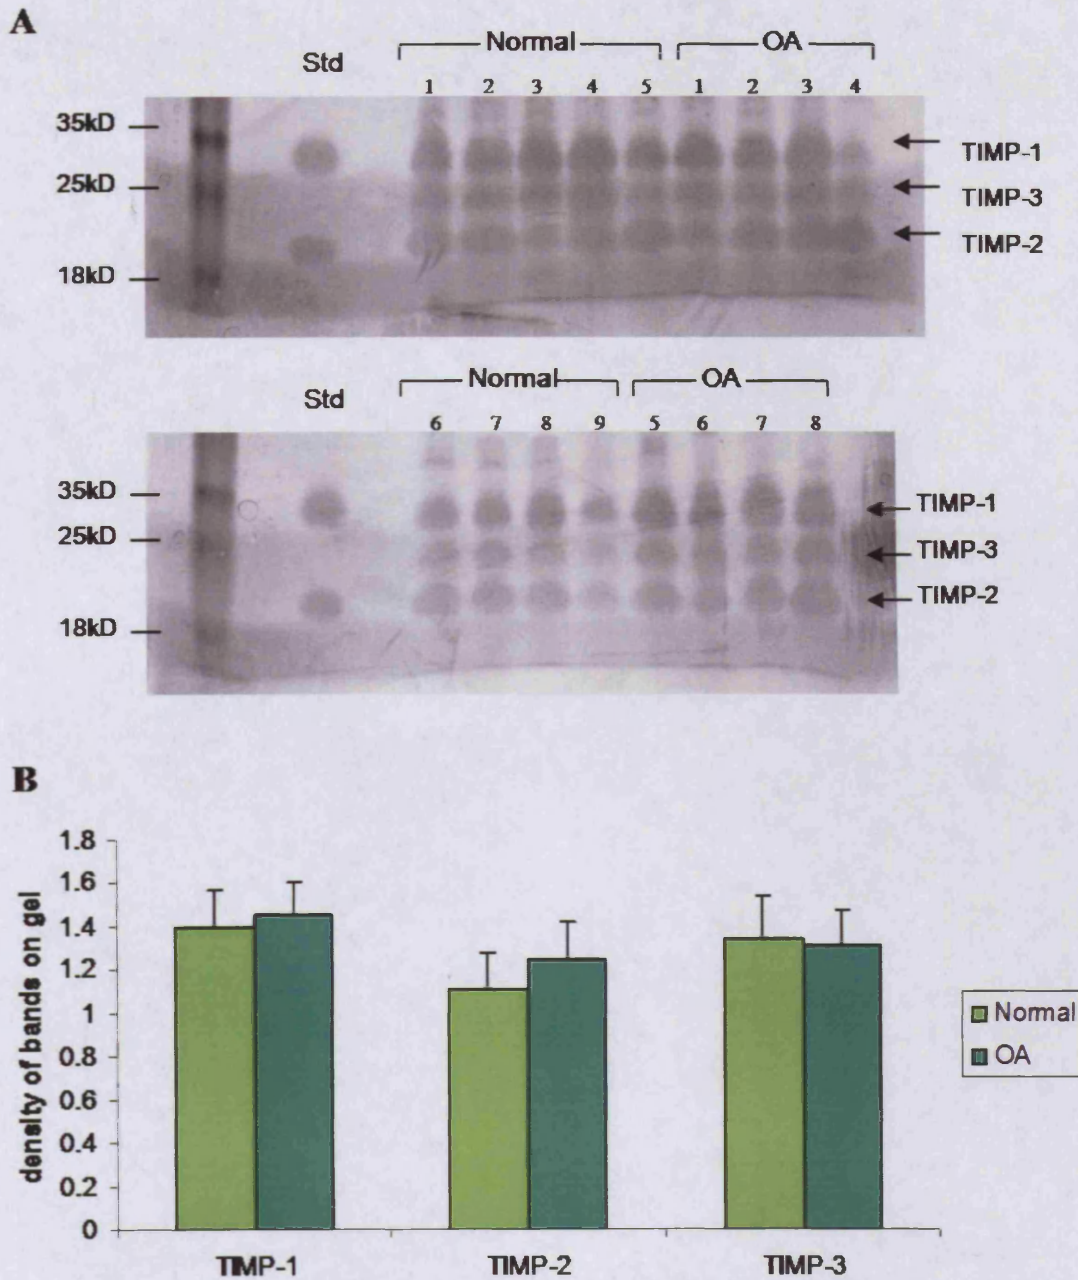 A
Normal OA
Std
1 2 3 4 5 1 2 3 4
35kD
TIMP-1
25kD
TIMP-3
TIMP-2
18kD
Normal OA
Std
6 7 8 9 5 6 7 8
35kD
TIMP-1
25kD
TIMP-3
TIMP-2
18kD
B
density of bands on gel
1.8
1.6
1.4
1.2
1
0.8
0.6
0.4
0.2
0
TIMP-1 TIMP-2 TIMP-3
Normal
OA